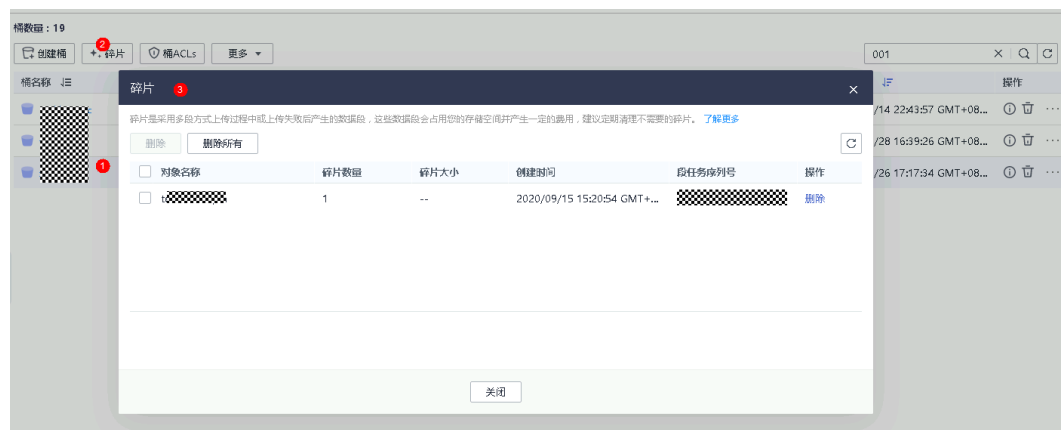 桶数量：19
创建桶 2 碎片 桶ACLs 更多 001
桶名称 操作
碎片 3
/14 22:43:57 GMT+08...
碎片是采用多段方式上传过程中或上传失败后产生的数据段，这些数据段会占用您的存储空间并产生一定的费用，建议定期清理不需要的碎片。 了解更多
删除 删除所有
/28 16:39:26 GMT+08...
1 对象名称 碎片数量 碎片大小 创建时间 段任务序列号 操作
/26 17:17:34 GMT+08...
1 -- 2020/09/15 15:20:54 GMT+... 删除
关闭